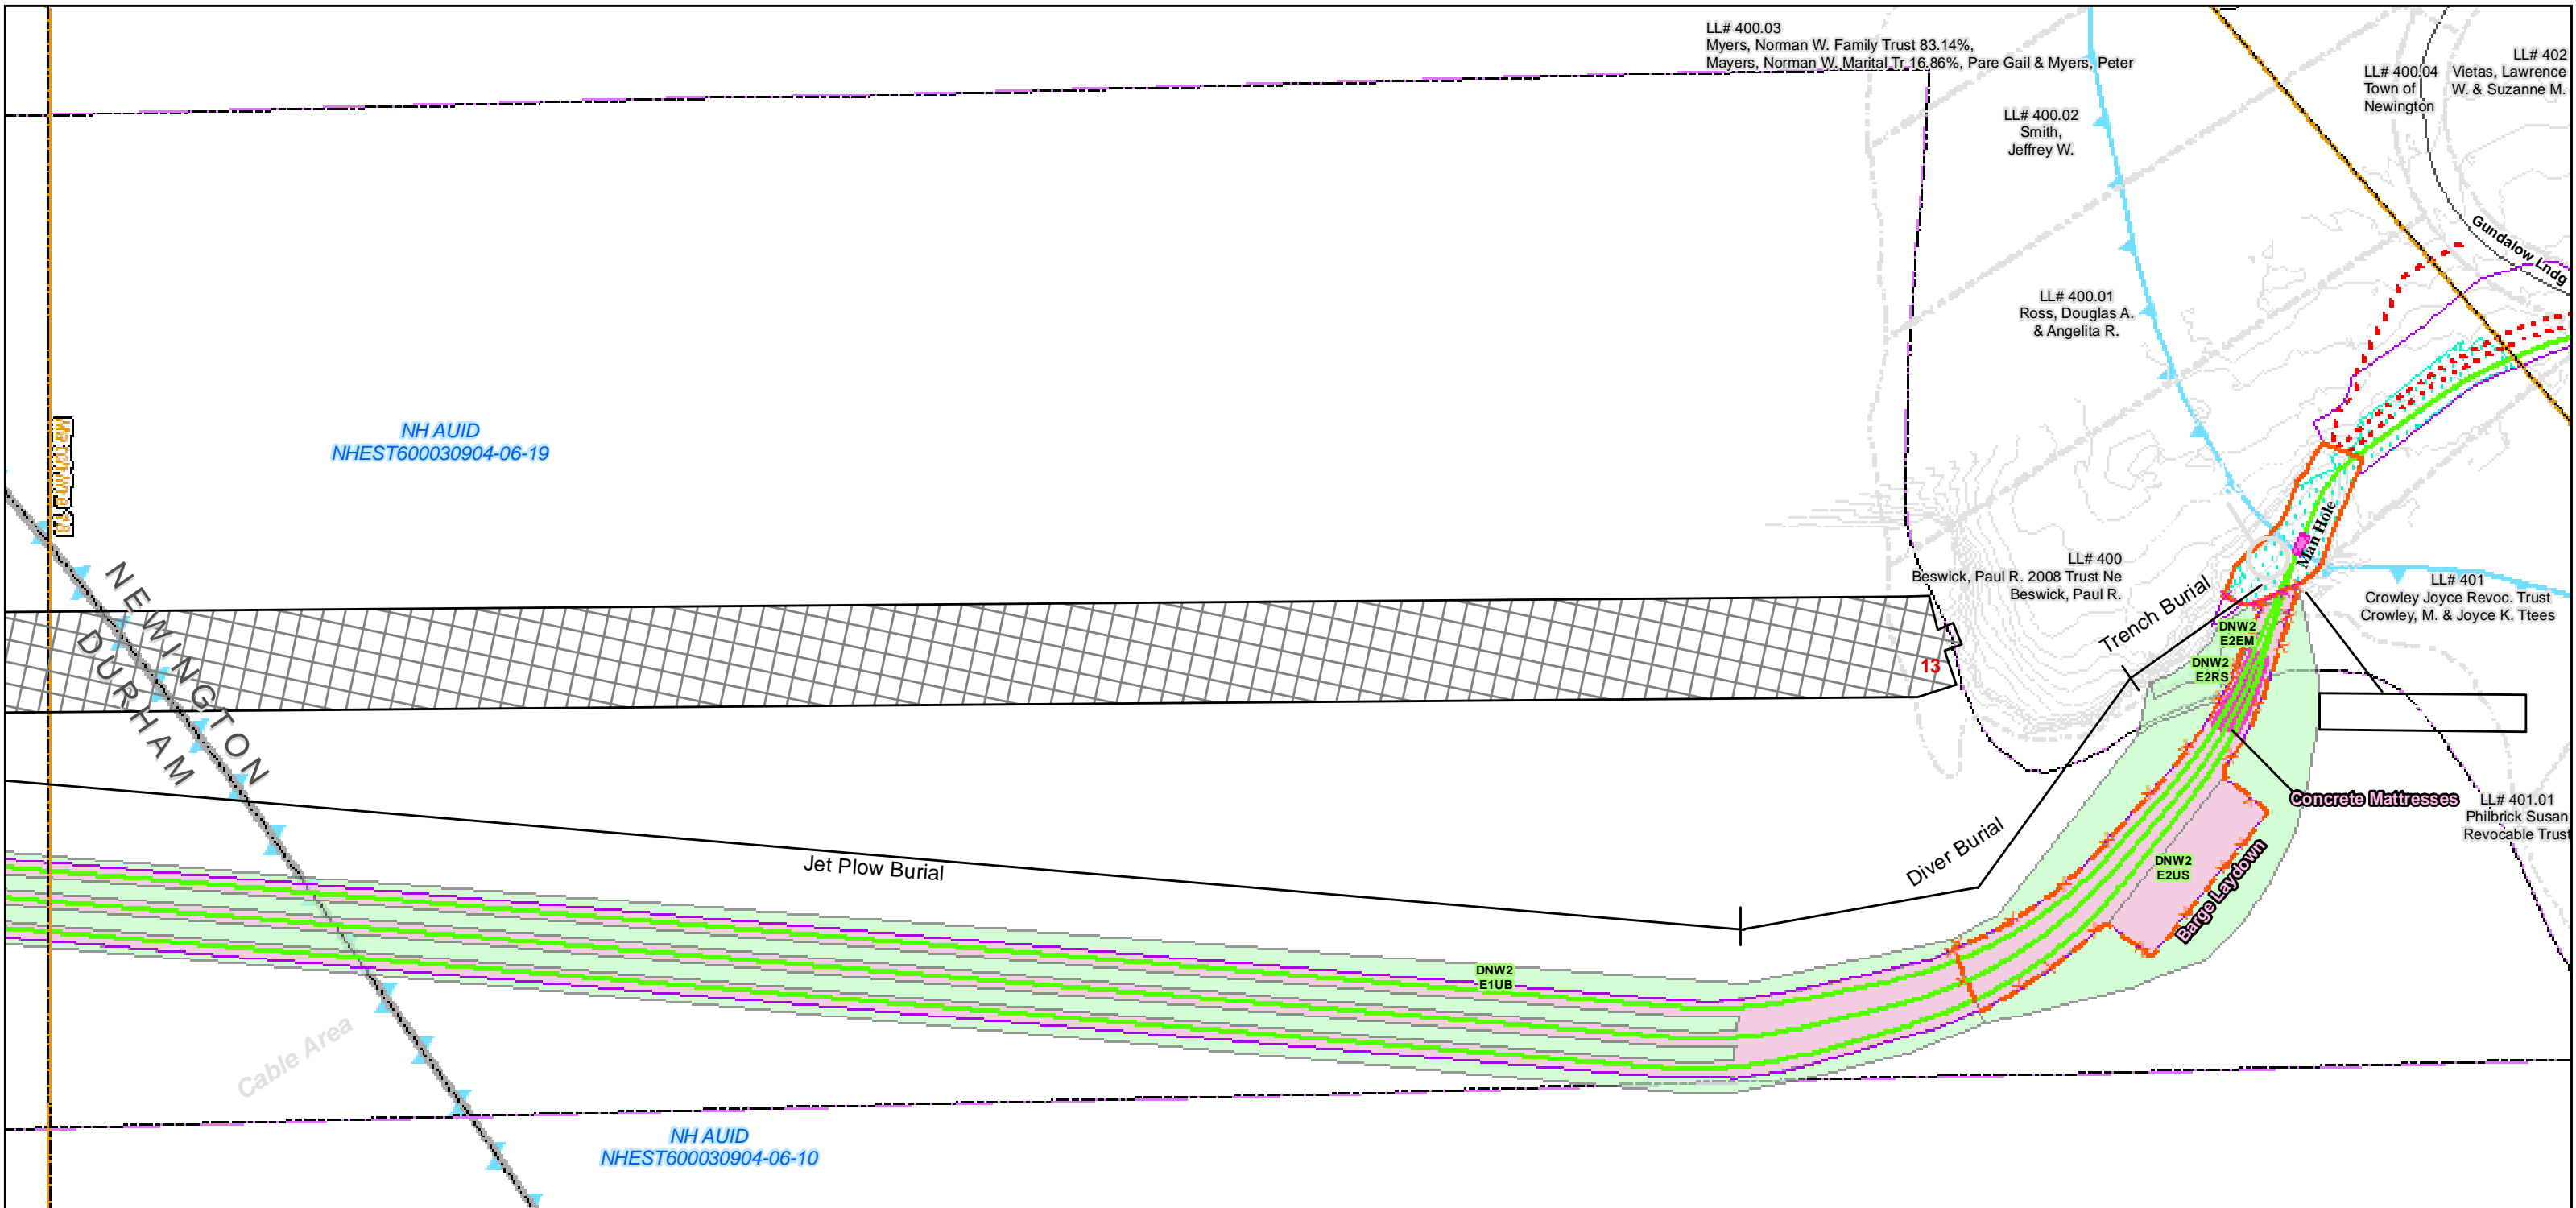 LL# 400.03
Myers, Norman W. Family Trust 83.14%,
Mayers, Norman W. Marital Tr 16.86%, Pare Gail & Myers, Peter
LL# 402
Vietas, Lawrence
W. & Suzanne M.
LL# 400.04
Town of
Newington
LL# 400.02
Smith,
Jeffrey W.
Gundalow Lndg
LL# 400.01
Ross, Douglas A.
& Angelita R.
NH AUID
NHEST600030904-06-19
Man Hole
LL# 400
Beswick, Paul R. 2008 Trust Ne
Beswick, Paul R.
LL# 401
Crowley Joyce Revoc. Trust
Crowley, M. & Joyce K. Ttees
NEWINGTON
DURHAM
Trench Burial
DNW2
E2EM
DNW2
E2RS
13
Concrete Mattresses
LL# 401.01
Philbrick Susan
Revocable Trust
Jet Plow Burial
Diver Burial
DNW2
E2US
Barge Laydown
DNW2
E1UB
Cable Area
NH AUID
NHEST600030904-06-10